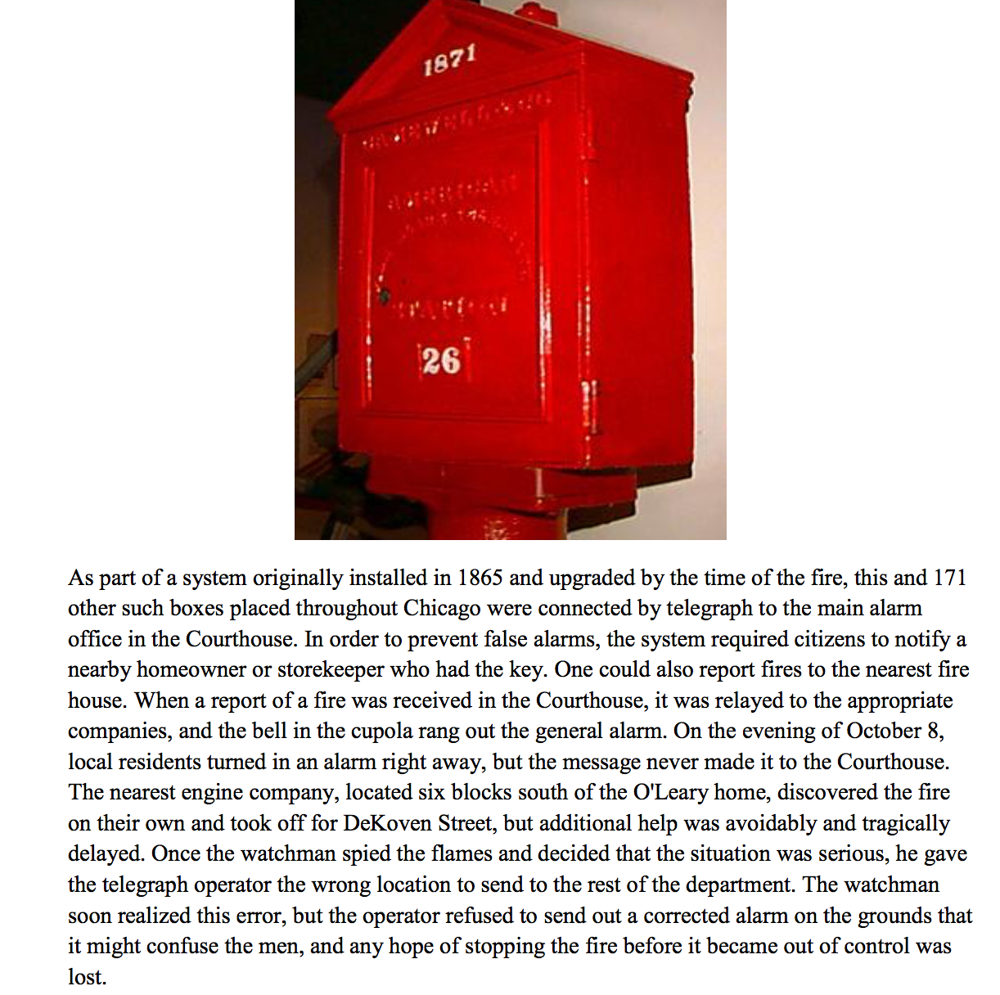 1871
26
As part of a system originally installed in 1865 and upgraded by the time of the fire, this and 171
other such boxes placed throughout Chicago were connected by telegraph to the main alarm
office in the Courthouse. In order to prevent false alarms, the system required citizens to notify a
nearby homeowner or storekeeper who had the key. One could also report fires to the nearest fire
house. When a report of a fire was received in the Courthouse, it was relayed to the appropriate
companies, and the bell in the cupola rang out the general alarm. On the evening of October 8,
local residents turned in an alarm right away, but the message never made it to the Courthouse.
The nearest engine company, located six blocks south of the O'Leary home, discovered the fire
on their own and took off for DeKoven Street, but additional help was avoidably and tragically
delayed. Once the watchman spied the flames and decided that the situation was serious, he gave
the telegraph operator the wrong location to send to the rest of the department. The watchman
soon realized this error, but the operator refused to send out a corrected alarm on the grounds that
it might confuse the men, and any hope of stopping the fire before it became out of control was
lost.